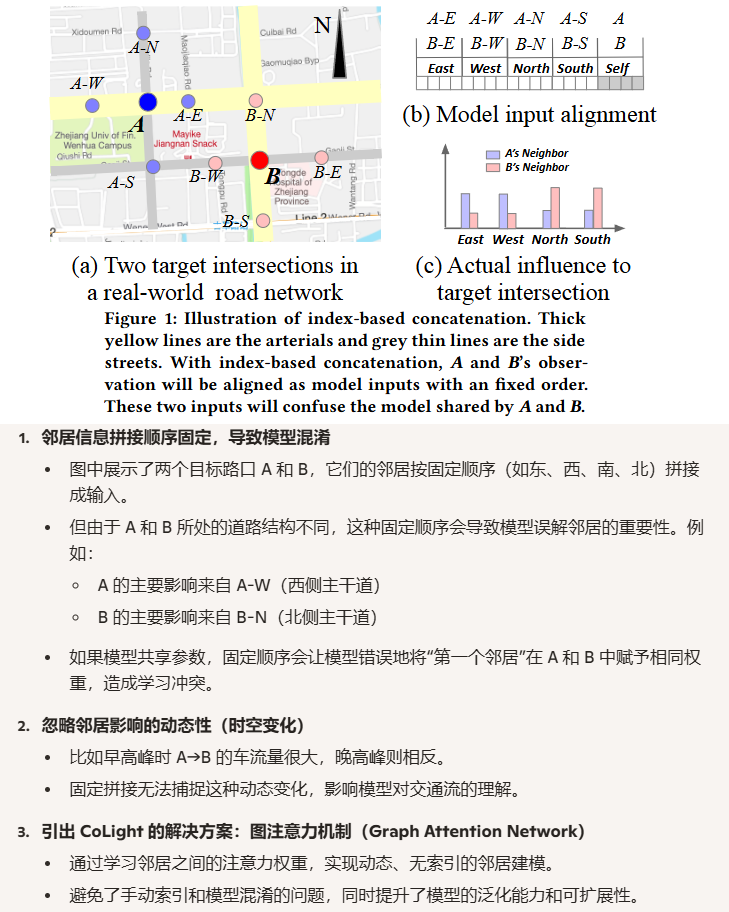 Xidoumen Rd
A-N
Maojiaqiao Rd
Cuibai Rd
N
Gaomuqiao Byp
A-W
A
A-E
B-N
Zhejiang Univ of Fin.
Wenhua Campus
Qiushi Rd
Mayike
Jiangnan Snack
A-S
B-W
B
B-E
Hospital of
Zhejiang
Province
Wantang Rd
B-S
Line 2
?
(a) Two target intersections in
a real-world road network
A-E A-W A-N A-S A
B-E B-W B-N B-S B
East West North South Self
(b) Model input alignment
A's Neighbor
B's Neighbor
East West North South
(c) Actual influence to
target intersection
Figure 1: Illustration of index-based concatenation. Thick
yellow lines are the arterials and grey thin lines are the side
streets. With index-based concatenation, A and B's obser-
vation will be aligned as model inputs with an fixed order.
These two inputs will confuse the model shared by A and B.
1. 邻居信息拼接顺序固定，导致模型混淆
• 图中展示了两个目标路口 A 和 B，它们的邻居按固定顺序（如东、西、南、北）拼接
成输入。
• 但由于 A 和 B 所处的道路结构不同，这种固定顺序会导致模型误解邻居的重要性。例
如：
◦ A 的主要影响来自 A-W（西侧主干道）
◦ B 的主要影响来自 B-N（北侧主干道）
• 如果模型共享参数，固定顺序会让模型错误地将“第一个邻居”在 A 和 B 中赋予相同权
重，造成学习冲突。
2. 忽略邻居影响的动态性（时空变化）
• 比如早高峰时 A→B 的车流量很大，晚高峰则相反。
• 固定拼接无法捕捉这种动态变化，影响模型对交通流的理解。
3. 引出 CoLight 的解决方案：图注意力机制（Graph Attention Network）
• 通过学习邻居之间的注意力权重，实现动态、无索引的邻居建模。
• 避免了手动索引和模型混淆的问题，同时提升了模型的泛化能力和可扩展性。